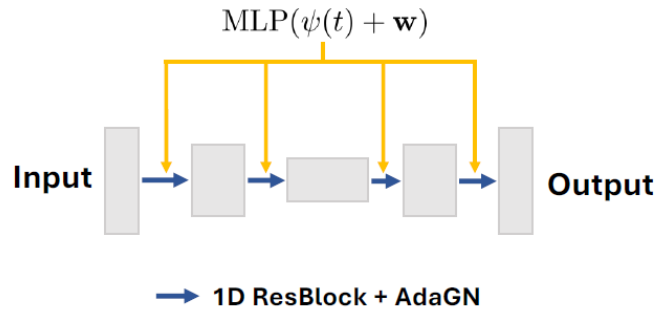 MLP(ψ(t) + w)
Input
Output
1D ResBlock + AdaGN